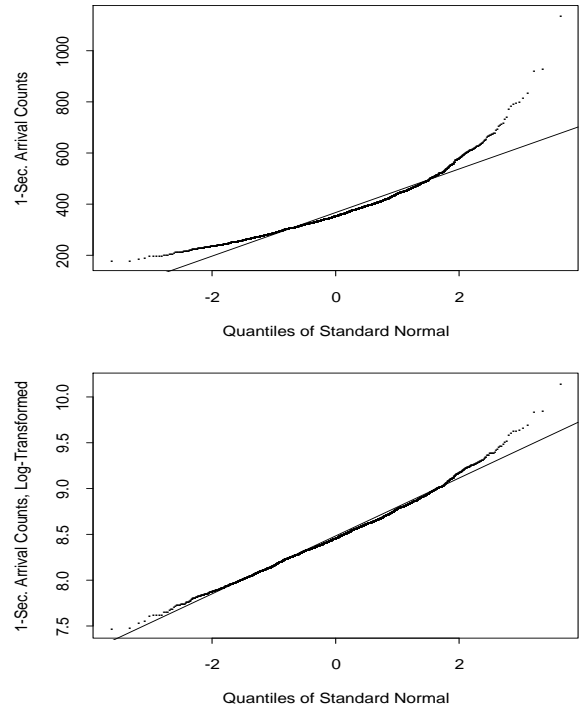 1-Sec. Arrival Counts
1000
800
600
400
200
-2 0 2
Quantiles of Standard Normal
1-Sec. Arrival Counts, Log-Transformed
10.0
9.5
9.0
8.5
8.0
7.5
-2 0 2
Quantiles of Standard Normal